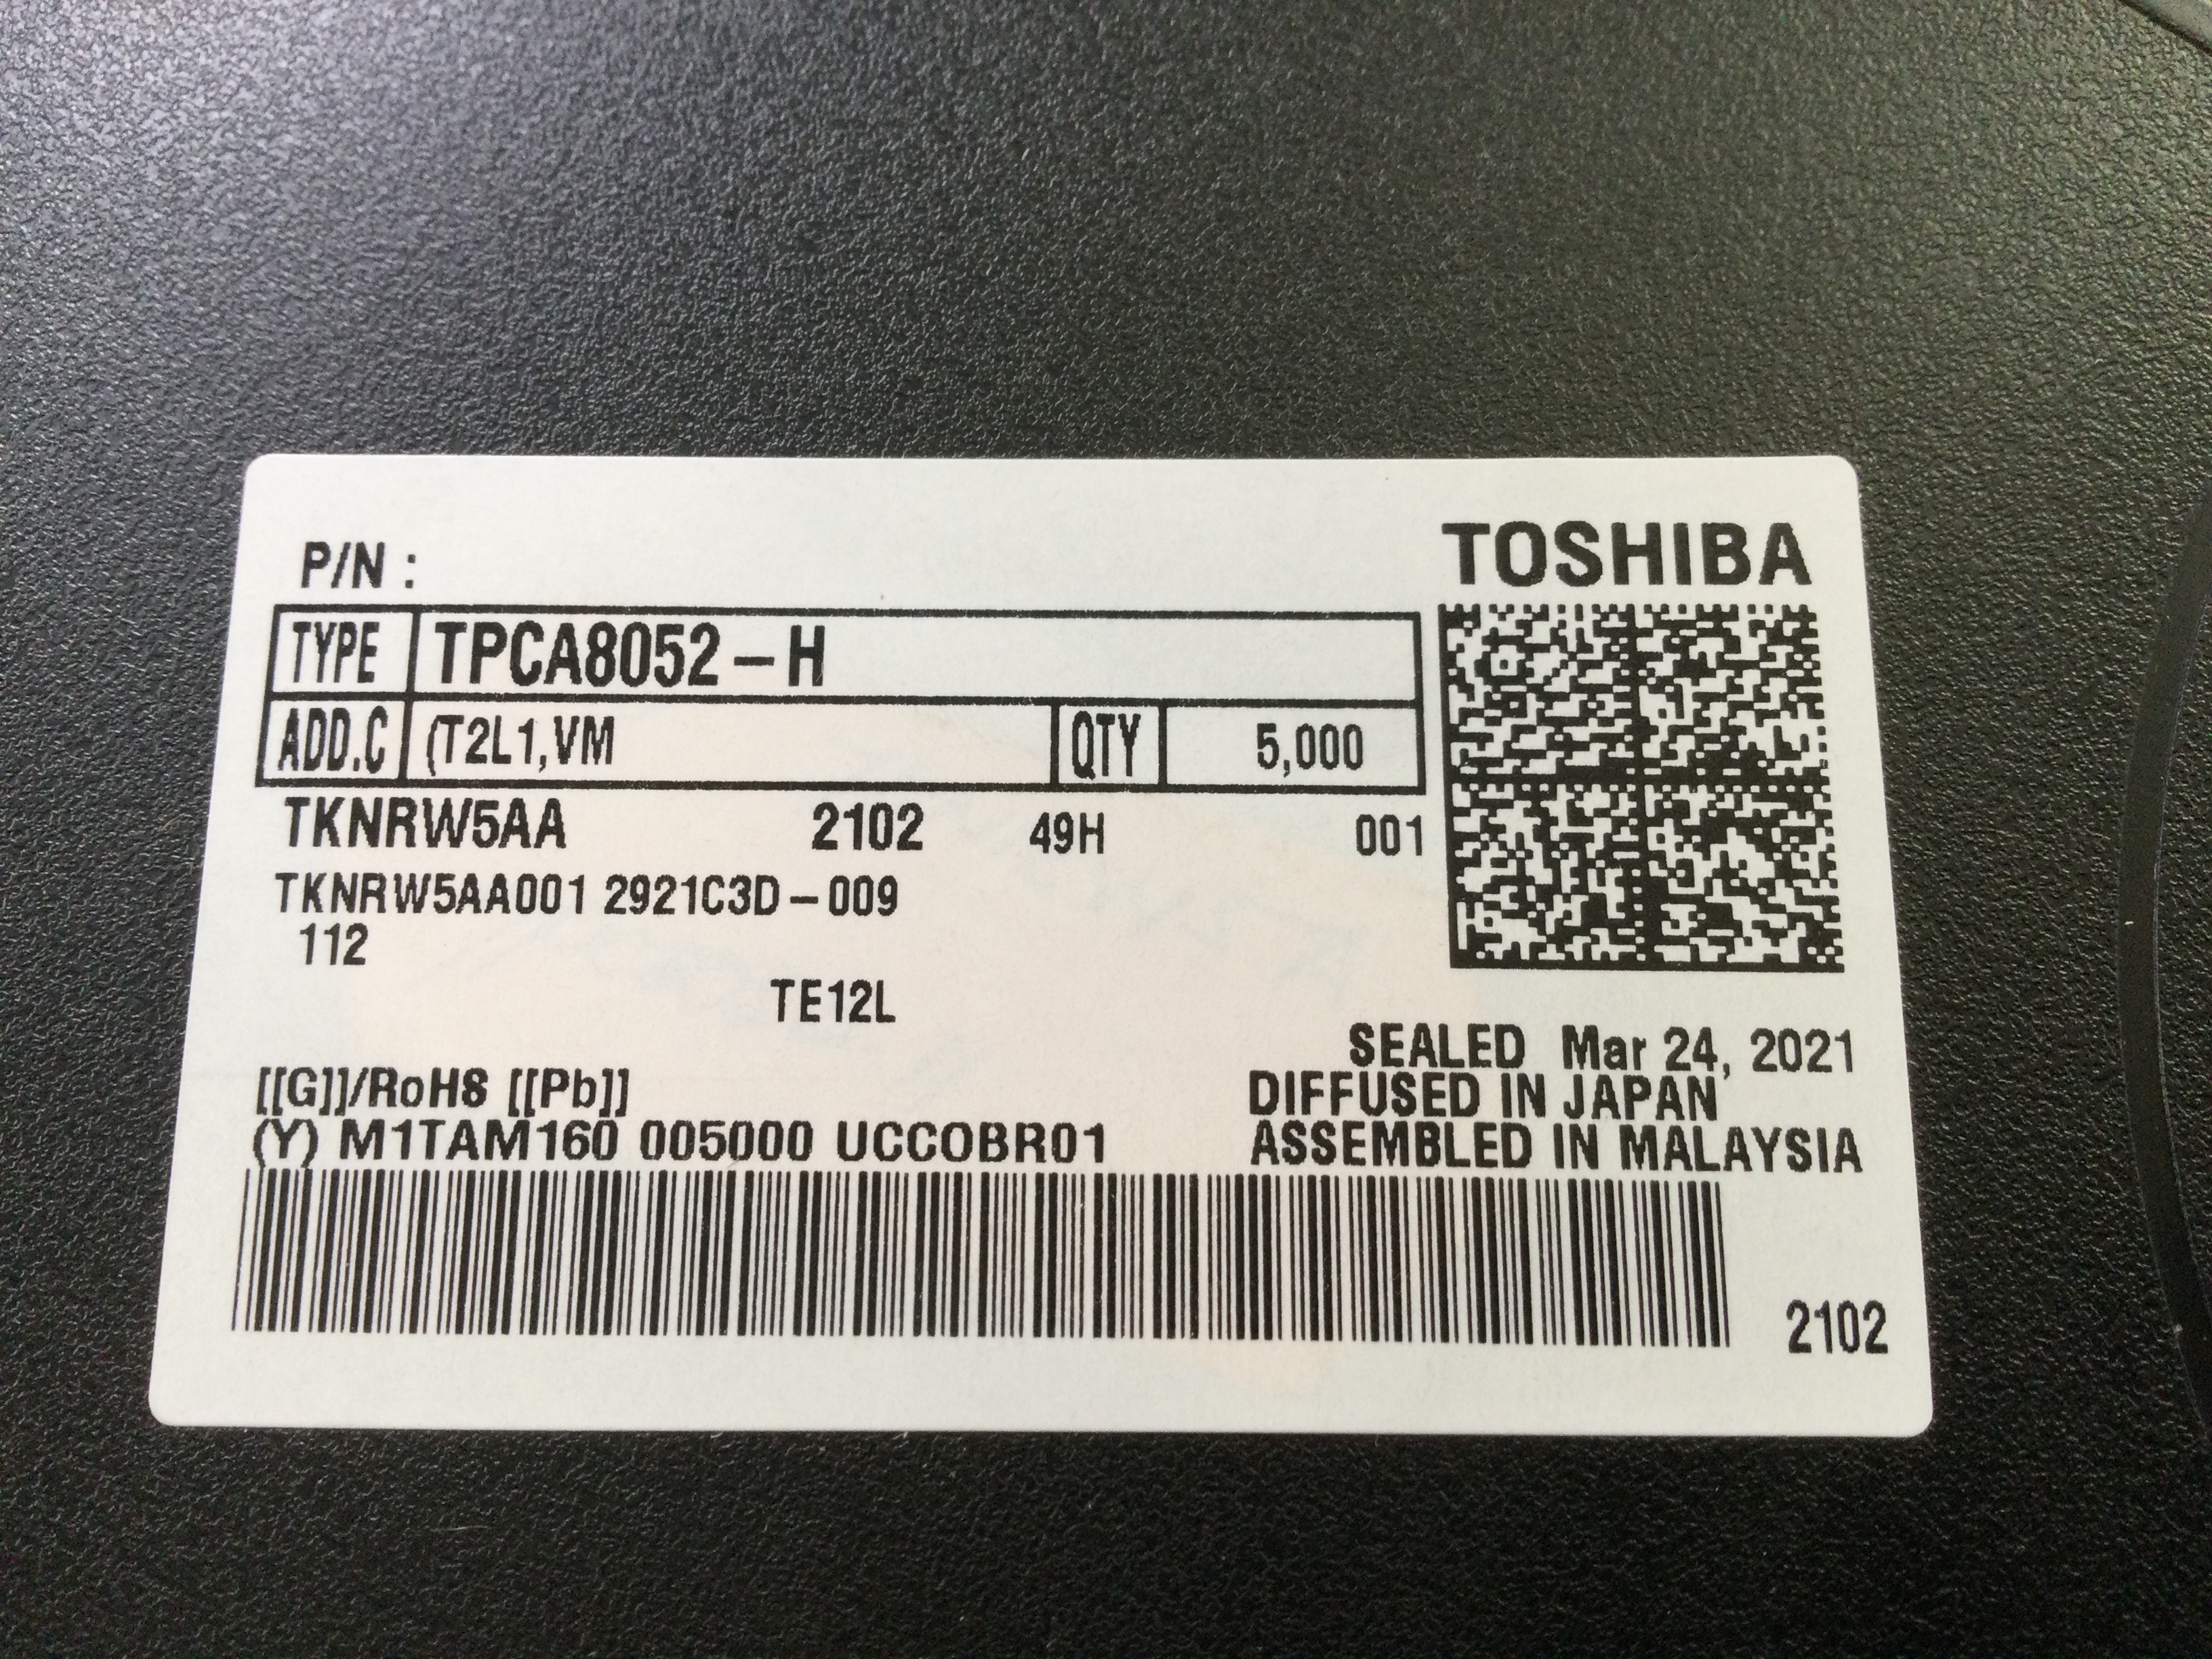 P/N :
TOSHIBA
TYPE TPCA8052-H
ADD.C (T2L1,VM QTY 5,000
TKNRW5AA 2102 49H 001
TKNRW5AA001 2921C3D-009
112
TE12L
SEALED Mar 24, 2021
[[G]]/RoHS [[Pb]] DIFFUSED IN JAPAN
(Y) M1TAM160 005000 UCCOBR01 ASSEMBLED IN MALAYSIA
2102